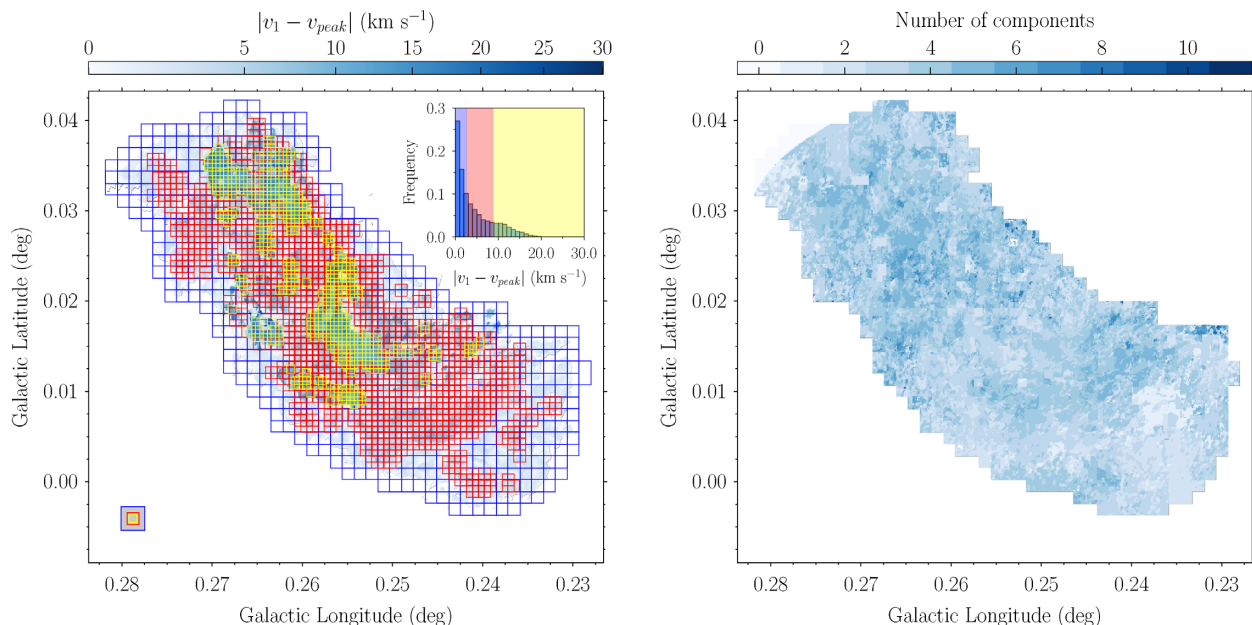 |v₁ − v_peak| (km s⁻¹)
0 5 10 15 20 25 30
0.04
0.03
0.02
0.01
0.00
Galactic Latitude (deg)
0.3
0.2
0.1
0.0
Frequency
0.0 10.0 20.0 30.0
|v₁ − v_peak| (km s⁻¹)
0.28 0.27 0.26 0.25 0.24 0.23
Galactic Longitude (deg)
Number of components
0 2 4 6 8 10
0.04
0.03
0.02
0.01
0.00
Galactic Latitude (deg)
0.28 0.27 0.26 0.25 0.24 0.23
Galactic Longitude (deg)